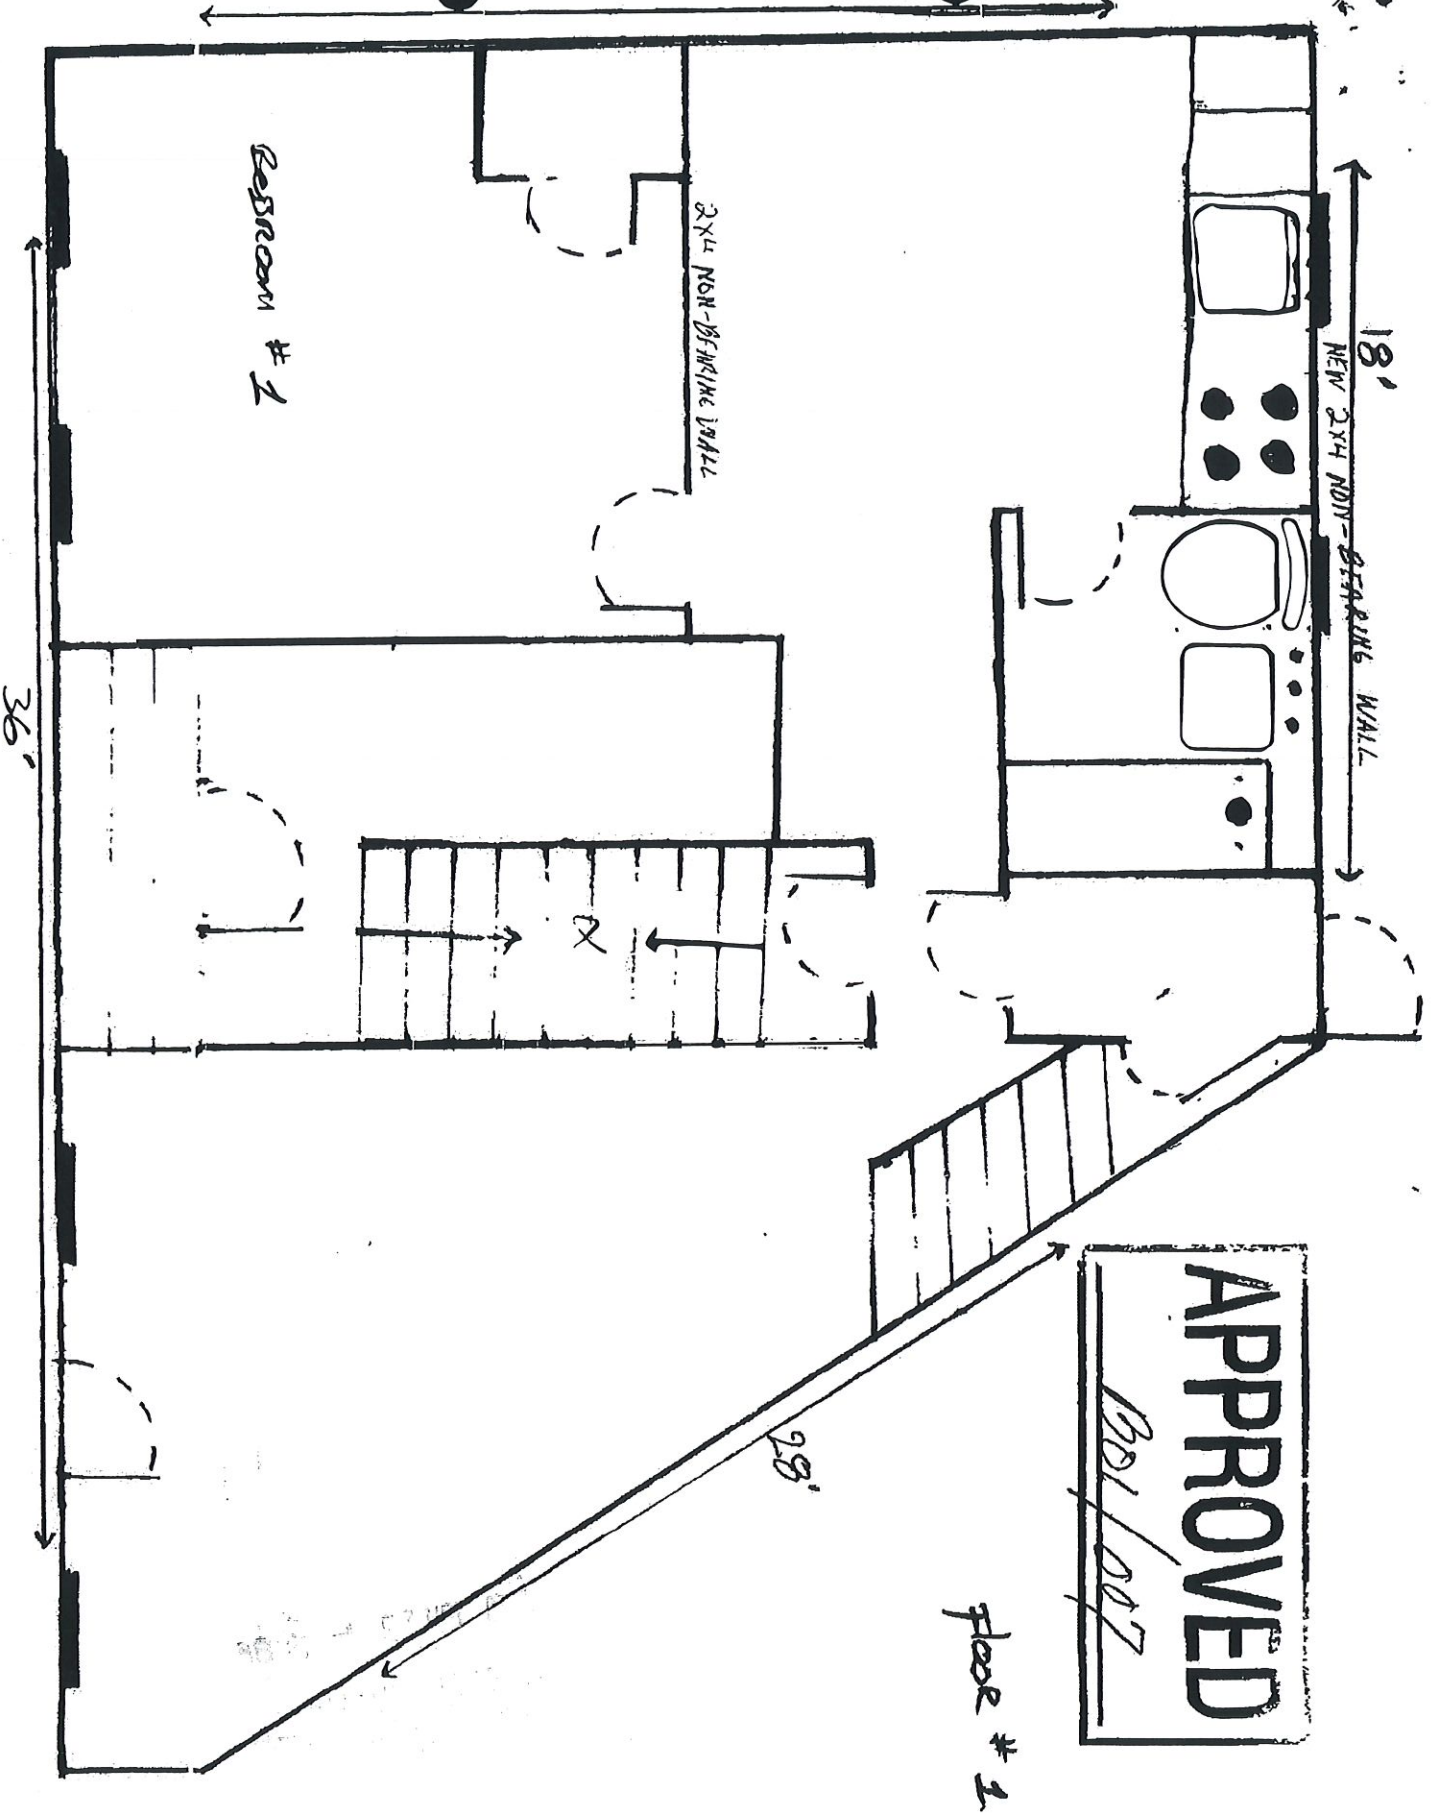 18'
NEW 2X4 NON-BEARING WALL
2X4 NON-BEARING WALL
BEDROOM # 1
36'
28'
X
APPROVED
FLOOR # 1